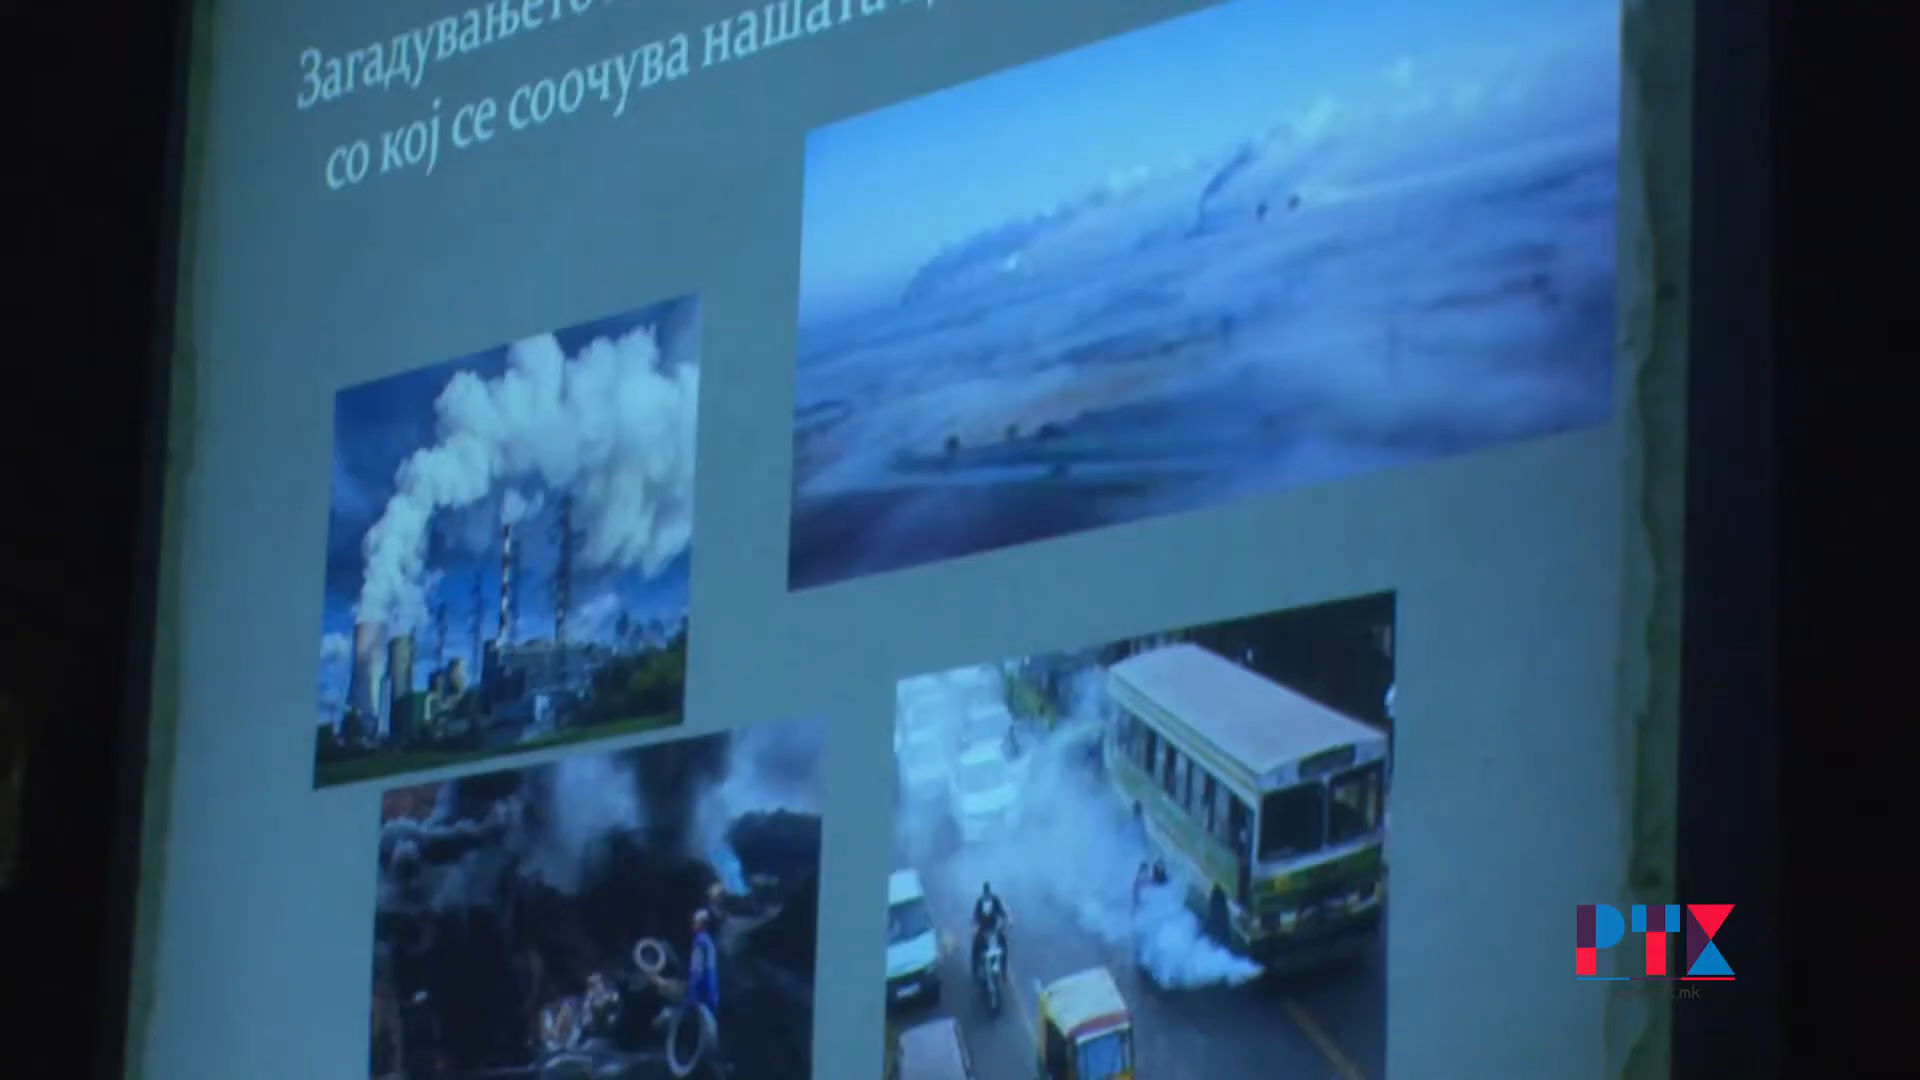 Загадувањето
со кој се соочува нашата
РТК